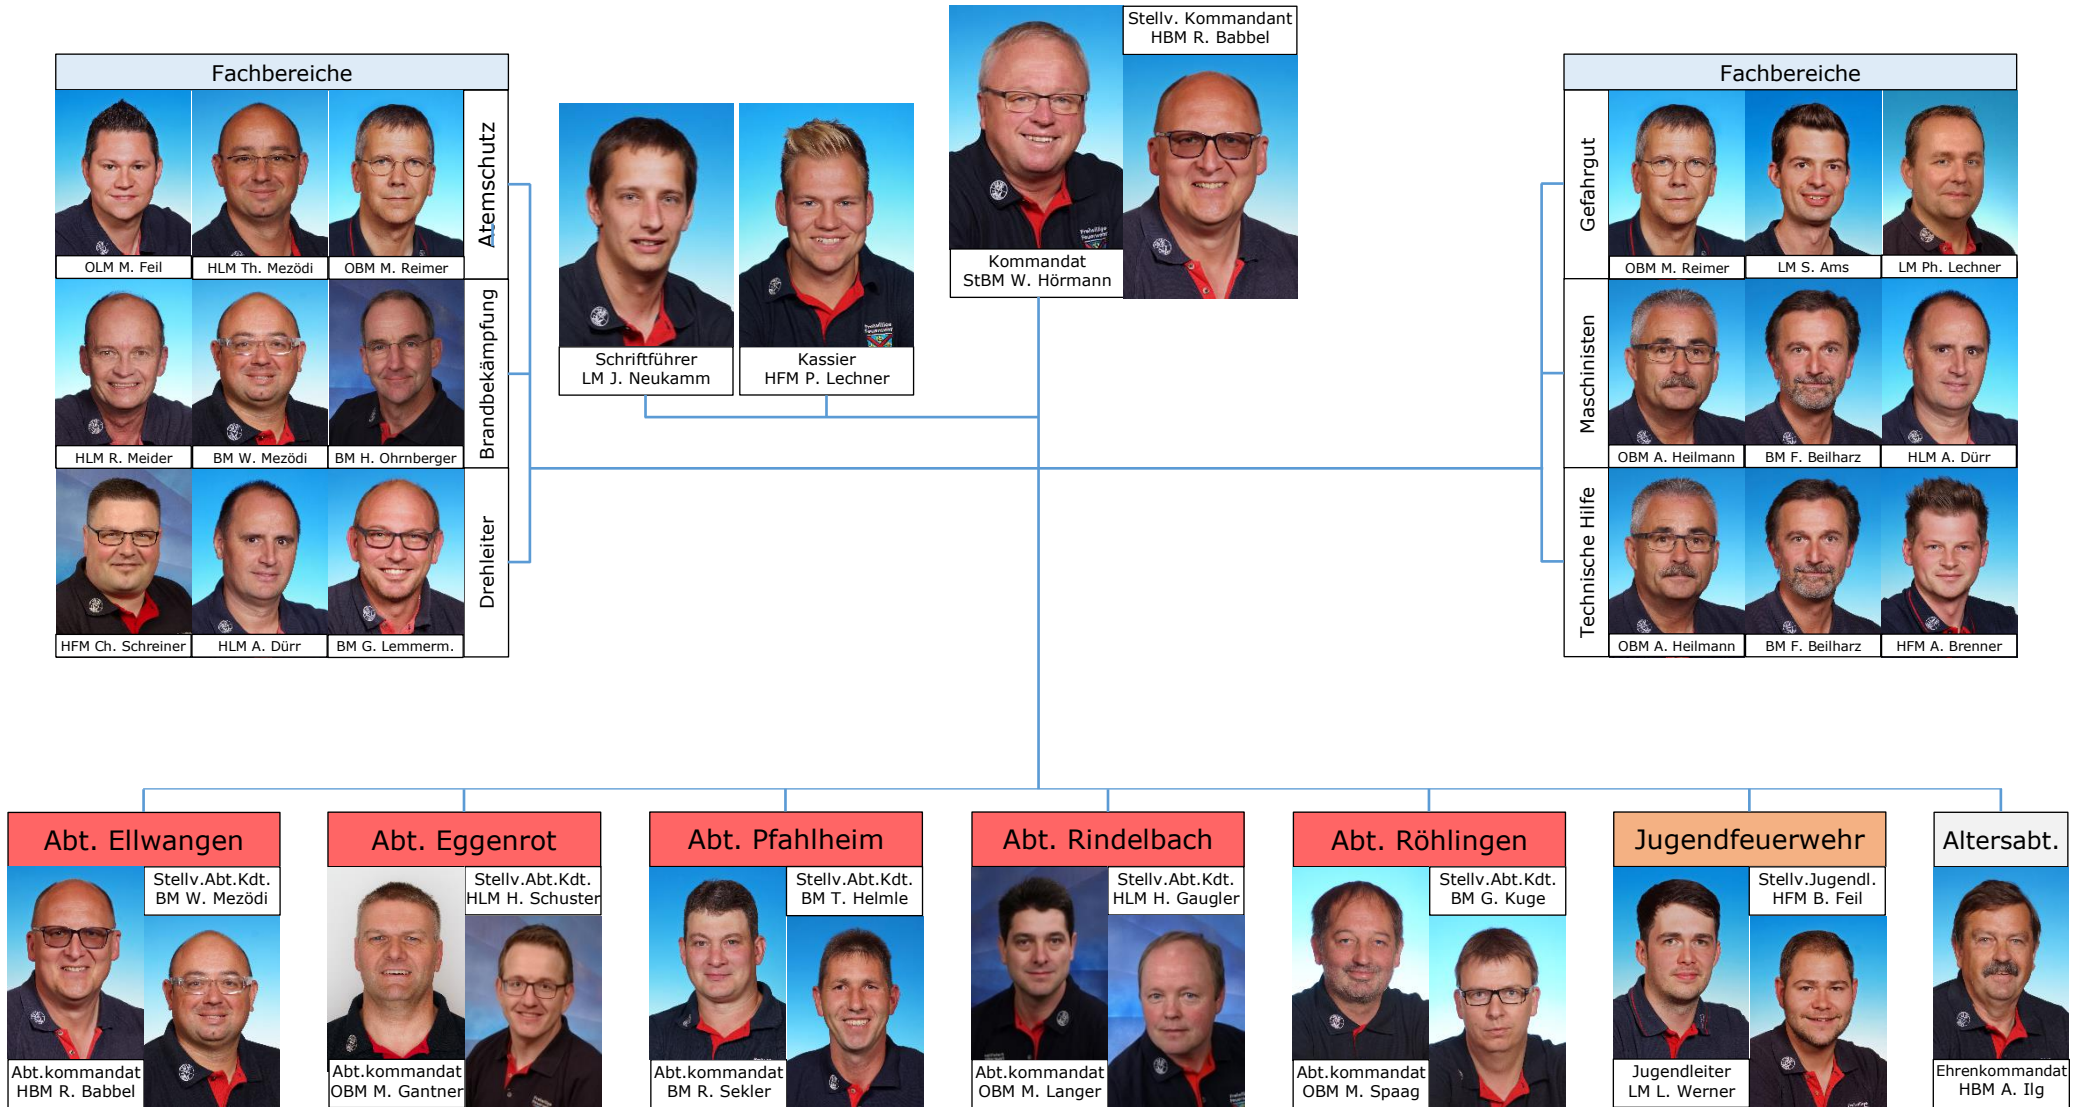 Stellv. Kommandant
HBM R. Babbel
Kommandat
StBM W. Hörmann
Schriftführer
LM J. Neukamm
Kassier
HFM P. Lechner
Fachbereiche
Atemschutz
OLM M. Feil
HLM Th. Mezödi
OBM M. Reimer
Brandbekämpfung
HLM R. Meider
BM W. Mezödi
BM H. Ohrnberger
Drehleiter
HFM Ch. Schreiner
HLM A. Dürr
BM G. Lemmerm.
Fachbereiche
Gefahrgut
OBM M. Reimer
LM S. Ams
LM Ph. Lechner
Maschinisten
OBM A. Heilmann
BM F. Beilharz
HLM A. Dürr
Technische Hilfe
OBM A. Heilmann
BM F. Beilharz
HFM A. Brenner
Abt. Ellwangen
Stellv.Abt.Kdt.
BM W. Mezödi
Abt.kommandat
HBM R. Babbel
Abt. Eggenrot
Stellv.Abt.Kdt.
HLM H. Schuster
Abt.kommandat
OBM M. Gantner
Abt. Pfahlheim
Stellv.Abt.Kdt.
BM T. Helmle
Abt.kommandat
BM R. Sekler
Abt. Rindelbach
Stellv.Abt.Kdt.
HLM H. Gaugler
Abt.kommandat
OBM M. Langer
Abt. Röhlingen
Stellv.Abt.Kdt.
BM G. Kuge
Abt.kommandat
OBM M. Spaag
Jugendfeuerwehr
Stellv.Jugendl.
HFM B. Feil
Jugendleiter
LM L. Werner
Altersabt.
Ehrenkommandat
HBM A. Ilg